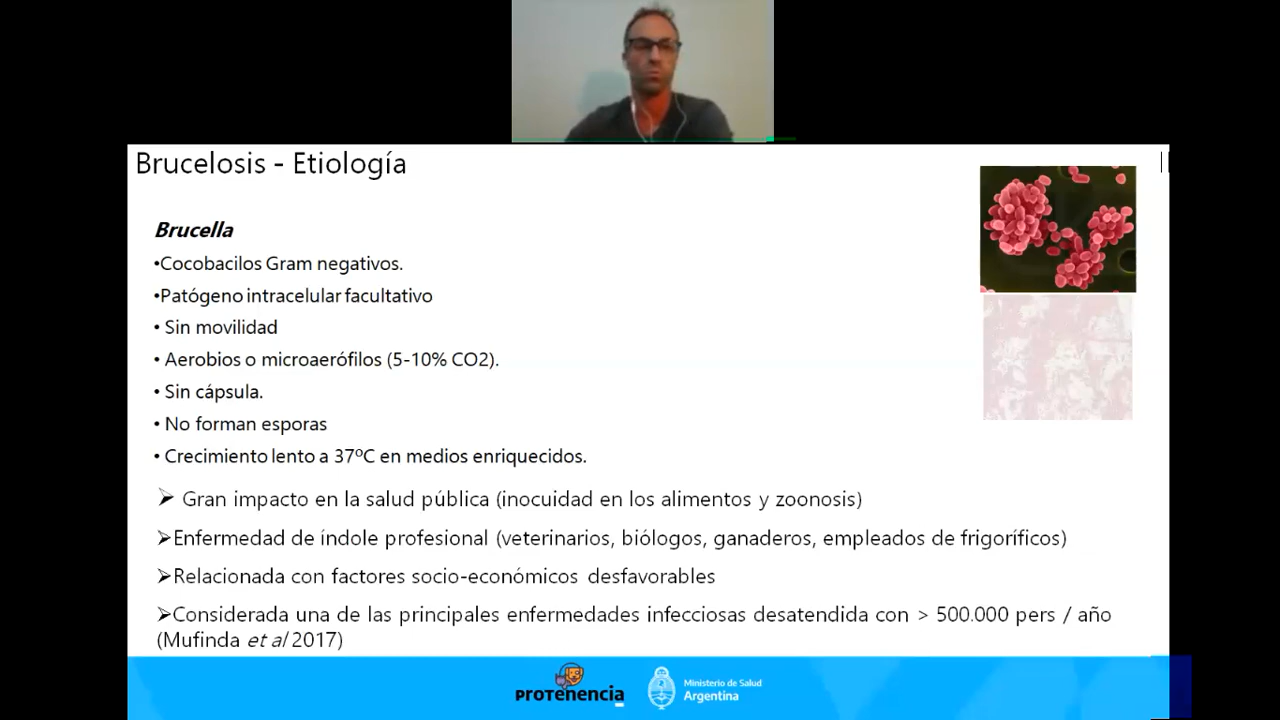 Brucelosis - Etiología
Brucella
•Cocobacilos Gram negativos.
•Patógeno intracelular facultativo
• Sin movilidad
• Aerobios o microaerófilos (5-10% CO2).
• Sin cápsula.
• No forman esporas
• Crecimiento lento a 37ºC en medios enriquecidos.
➢ Gran impacto en la salud pública (inocuidad en los alimentos y zoonosis)
➢Enfermedad de índole profesional (veterinarios, biólogos, ganaderos, empleados de frigoríficos)
➢Relacionada con factores socio-económicos desfavorables
➢Considerada una de las principales enfermedades infecciosas desatendida con > 500.000 pers / año
(Mufinda et al 2017)
PROTENENCIA
Ministerio de Salud
Argentina